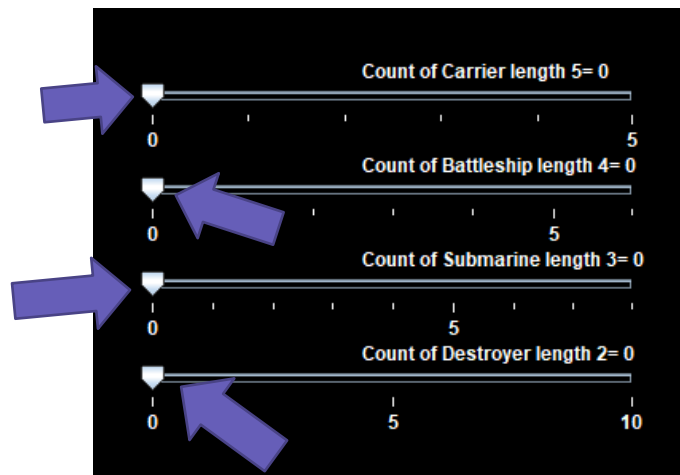 Count of Carrier length 5= 0
0 5
Count of Battleship length 4= 0
0 5
Count of Submarine length 3= 0
0 5
Count of Destroyer length 2= 0
0 5 10